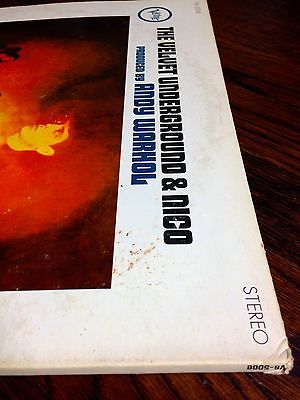 Verve
THE VELVET UNDERGROUND & NICO
PRODUCED BY ANDY WARHOL
STEREO
V6-5008